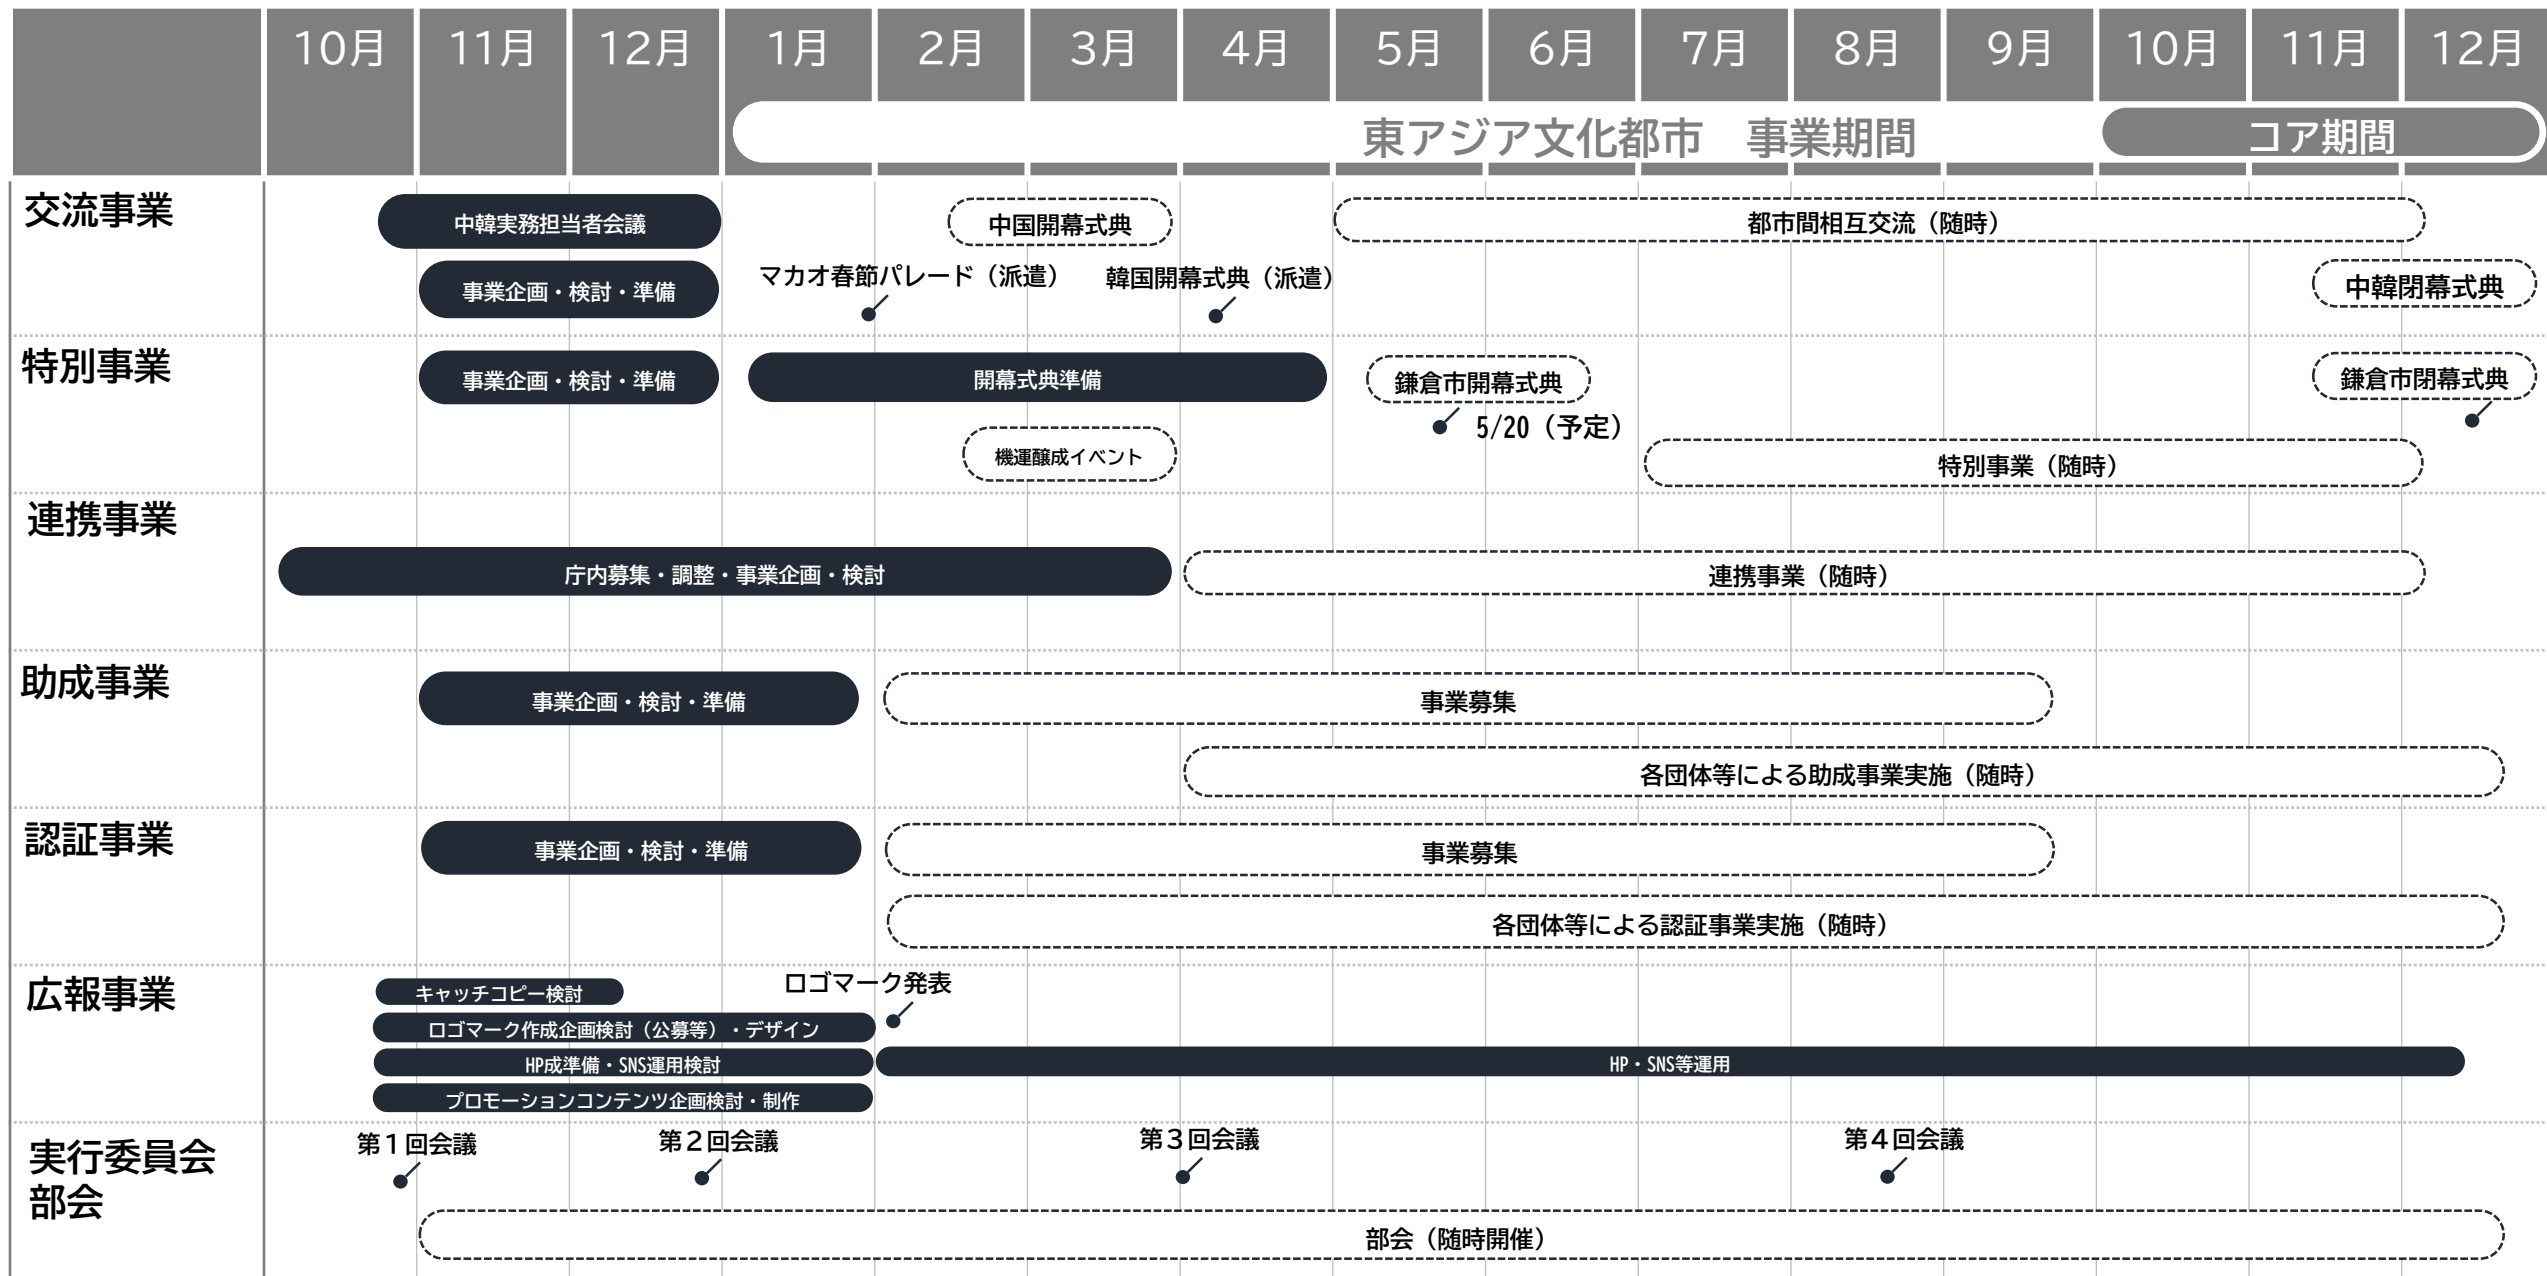 10月 11月 12月 1月 2月 3月 4月 5月 6月 7月 8月 9月 10月 11月 12月
東アジア文化都市　事業期間 コア期間
交流事業
中韓実務担当者会議 中国開幕式典 都市間相互交流（随時）
事業企画・検討・準備 マカオ春節パレード（派遣） 韓国開幕式典（派遣） 中韓閉幕式典
特別事業
事業企画・検討・準備 開幕式典準備 鎌倉市開幕式典 鎌倉市閉幕式典
5/20（予定）
機運醸成イベント 特別事業（随時）
連携事業
庁内募集・調整・事業企画・検討 連携事業（随時）
助成事業
事業企画・検討・準備 事業募集
各団体等による助成事業実施（随時）
認証事業
事業企画・検討・準備 事業募集
各団体等による認証事業実施（随時）
広報事業
キャッチコピー検討 ロゴマーク発表
ロゴマーク作成企画検討（公募等）・デザイン
HP成準備・SNS運用検討 HP・SNS等運用
プロモーションコンテンツ企画検討・制作
実行委員会
部会
第１回会議 第２回会議 第３回会議 第４回会議
部会（随時開催）